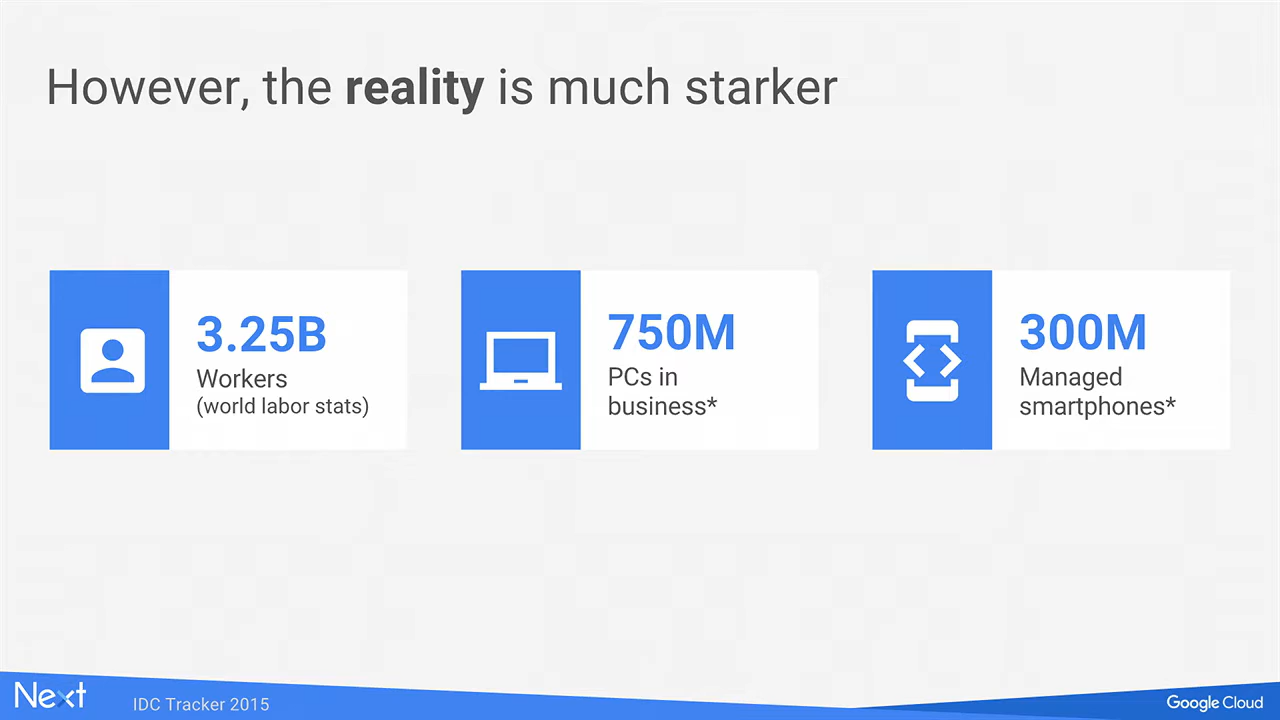 However, the reality is much starker
3.25B
Workers
(world labor stats)
750M
PCs in
business*
300M
Managed
smartphones*
Next
IDC Tracker 2015
Google Cloud